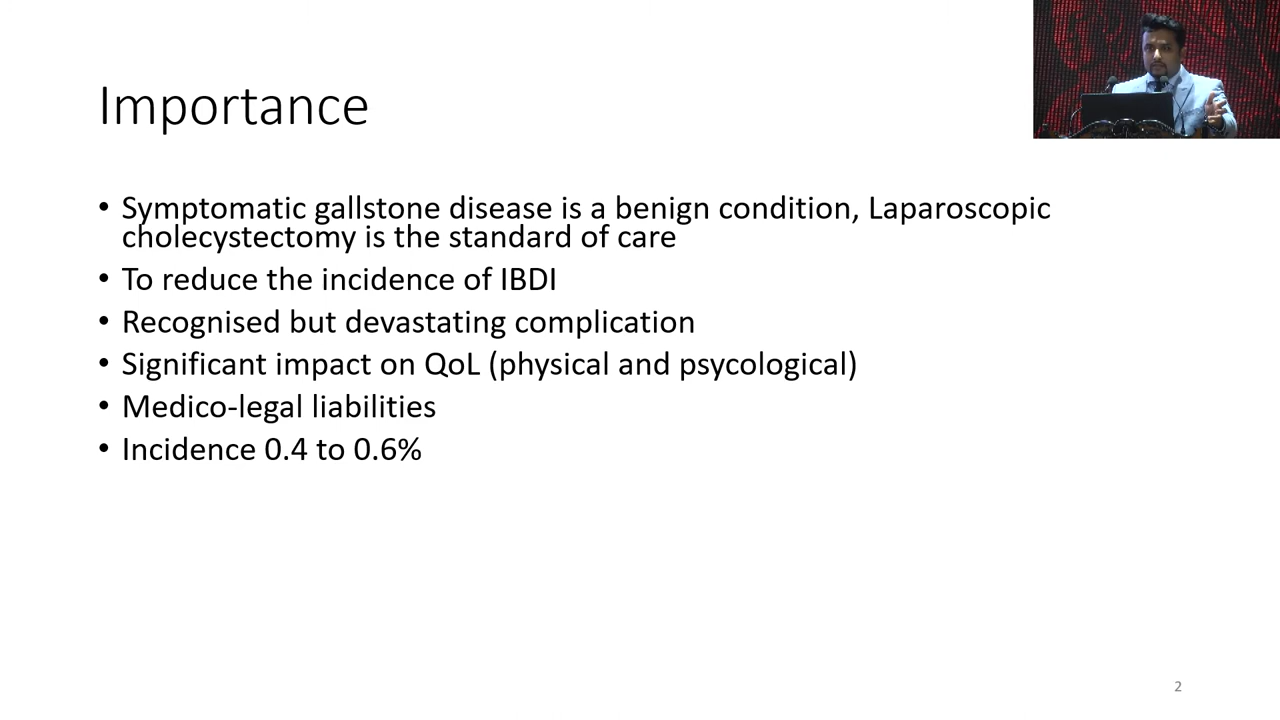 Importance
• Symptomatic gallstone disease is a benign condition, Laparoscopic
cholecystectomy is the standard of care
• To reduce the incidence of IBDI
• Recognised but devastating complication
• Significant impact on QoL (physical and psycological)
• Medico-legal liabilities
• Incidence 0.4 to 0.6%
2